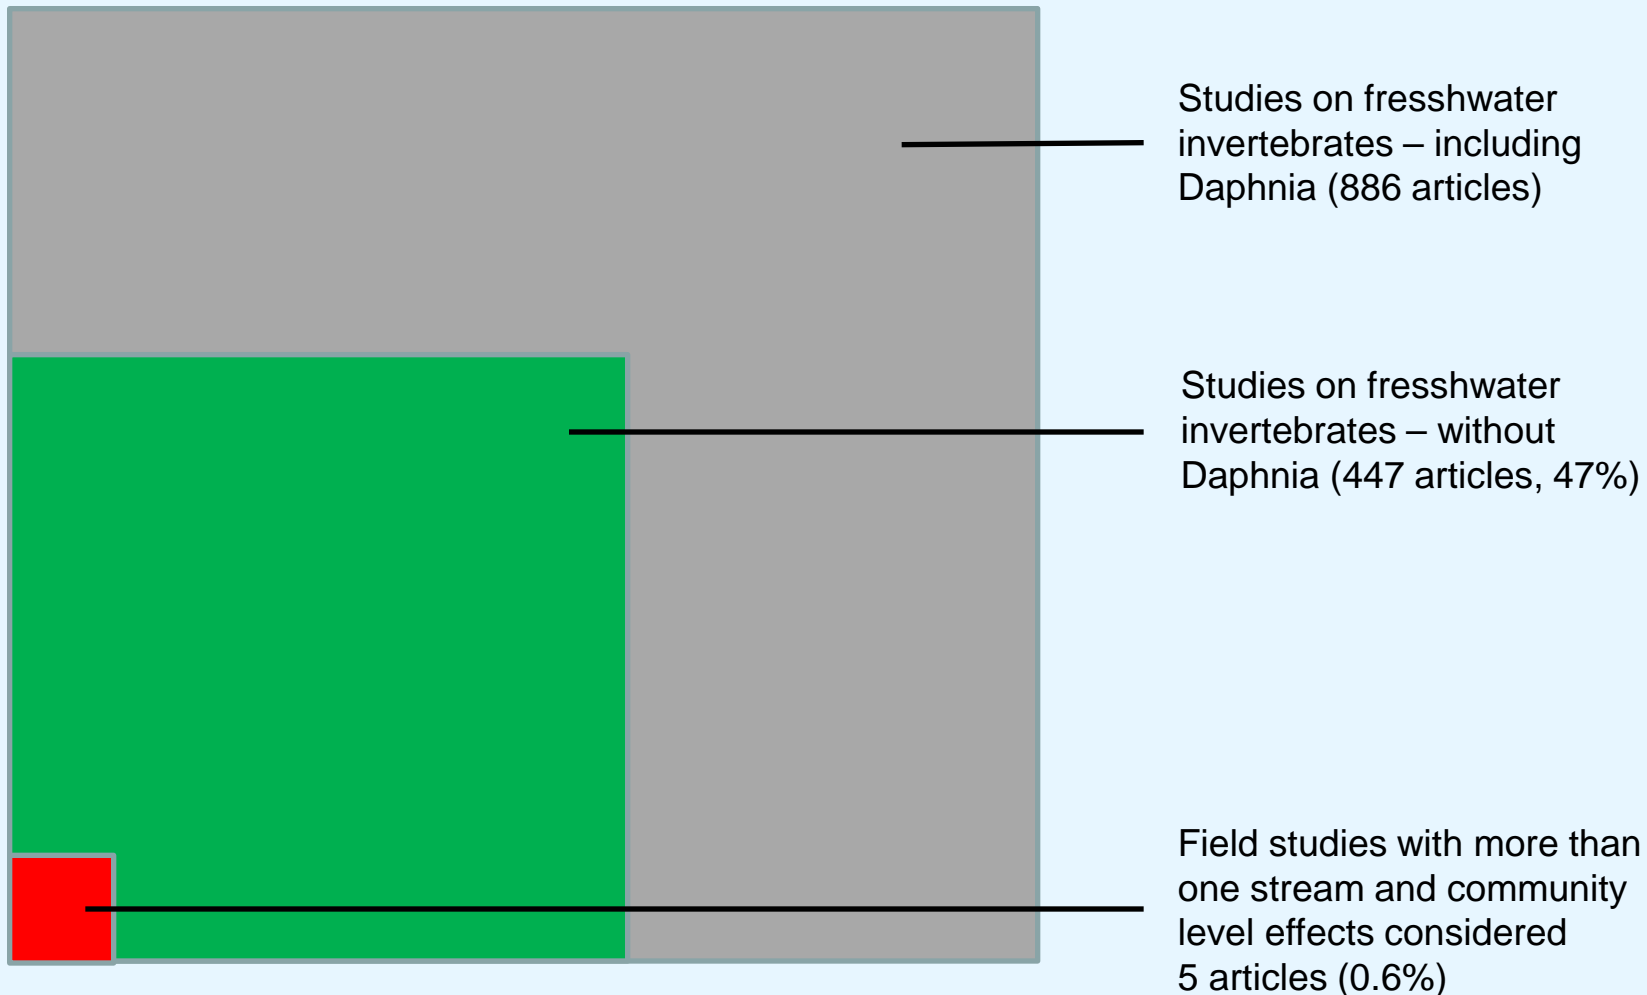 Studies on fresshwater
invertebrates – including
Daphnia (886 articles)
Studies on fresshwater
invertebrates – without
Daphnia (447 articles, 47%)
Field studies with more than
one stream and community
level effects considered
5 articles (0.6%)